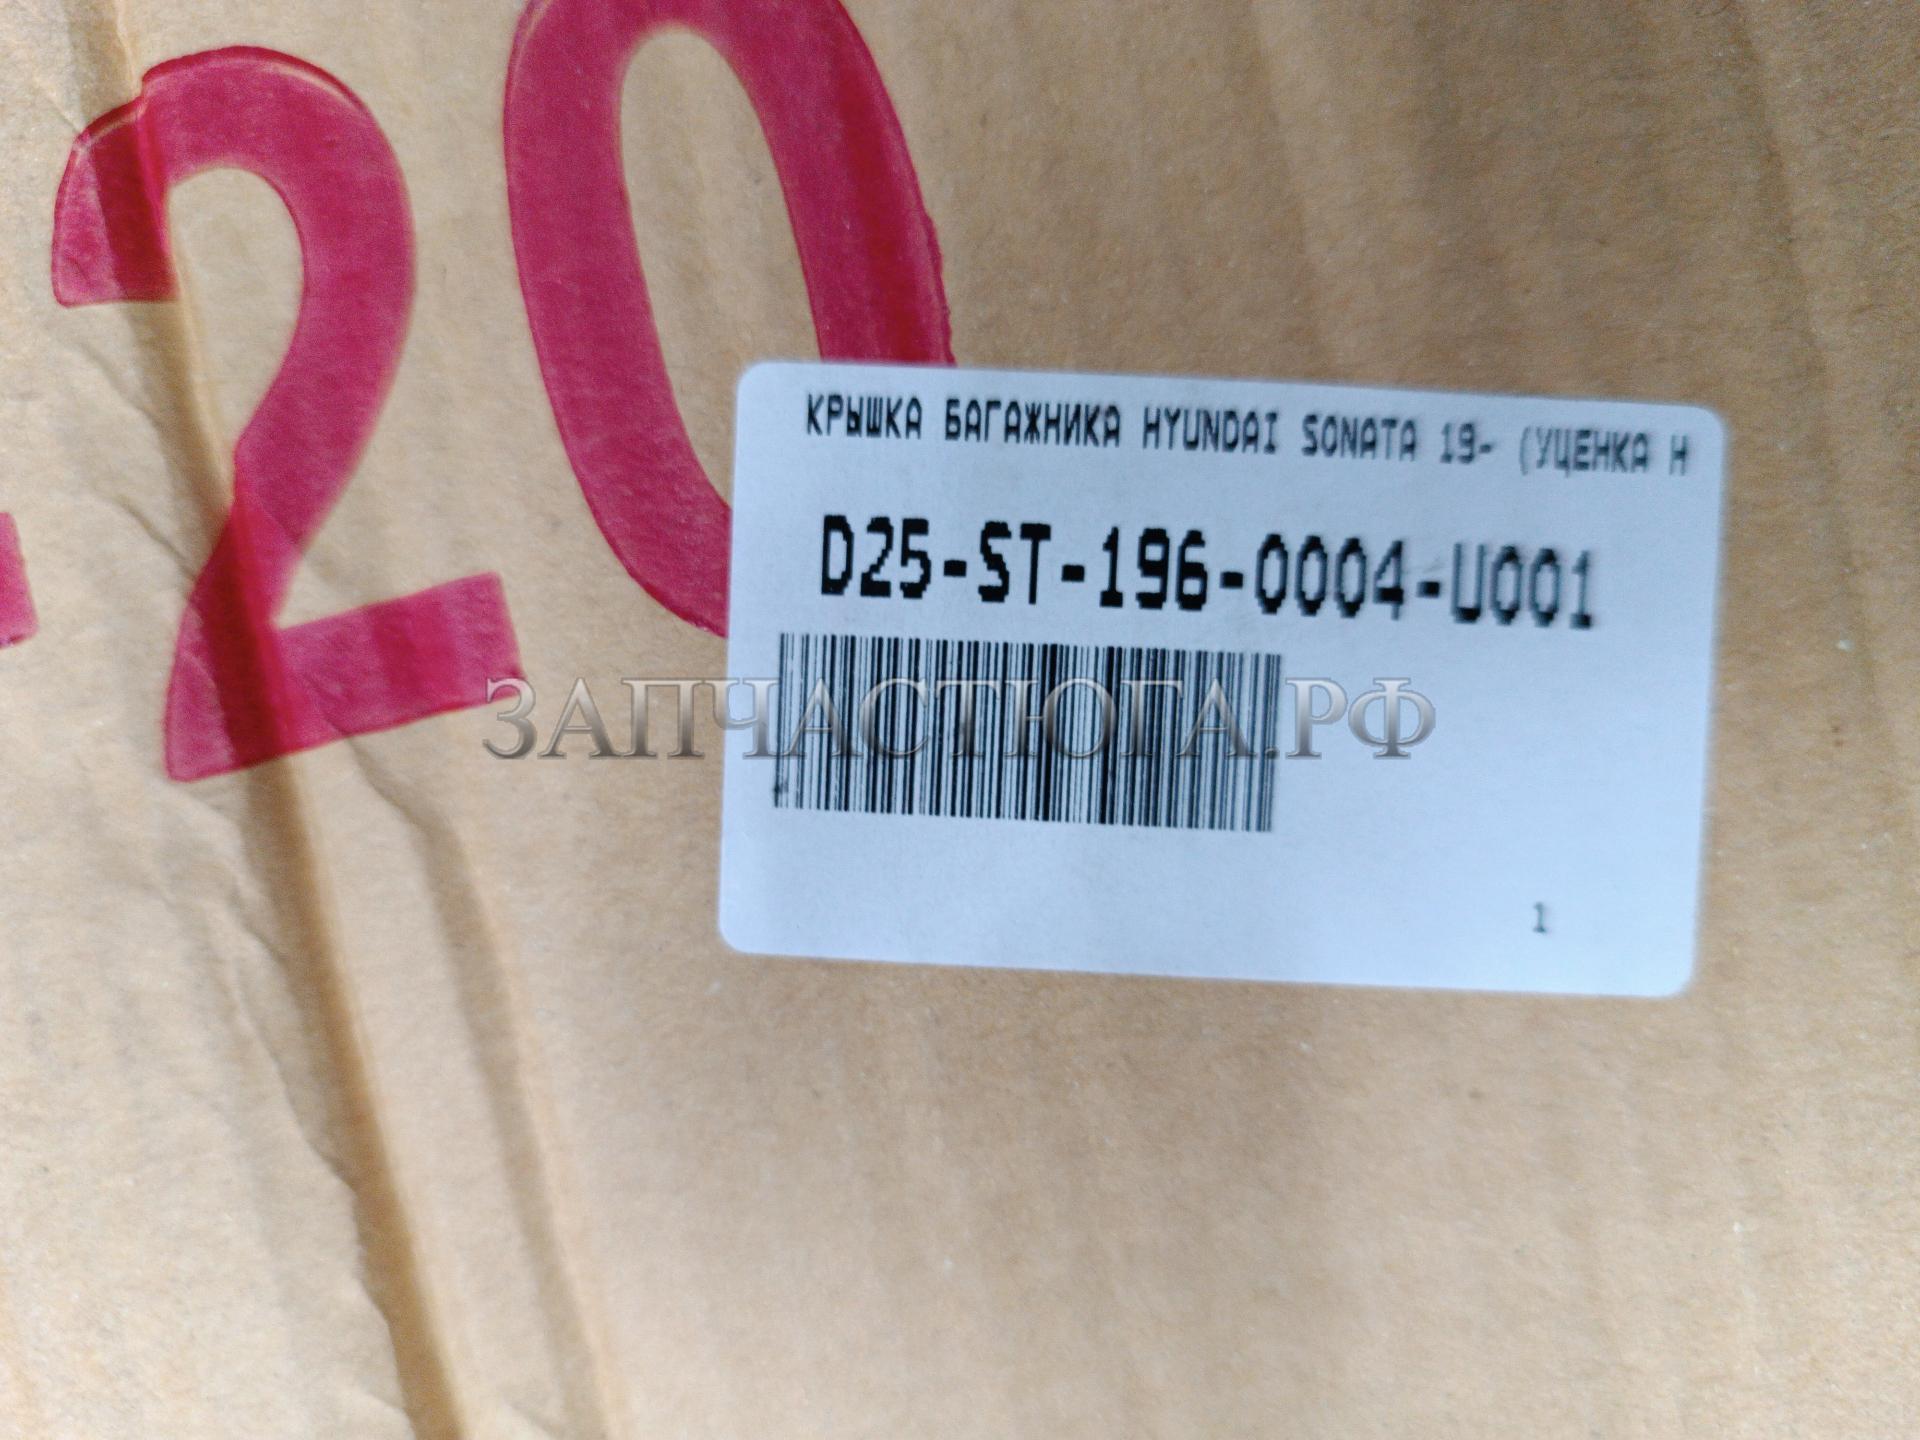 -20
КРЫШКА БАГАЖНИКА HYUNDAI SONATA 19- (УЦЕНКА Н
D25-ST-196-0004-U001
ЗАПЧАСТЮГА.РФ
1